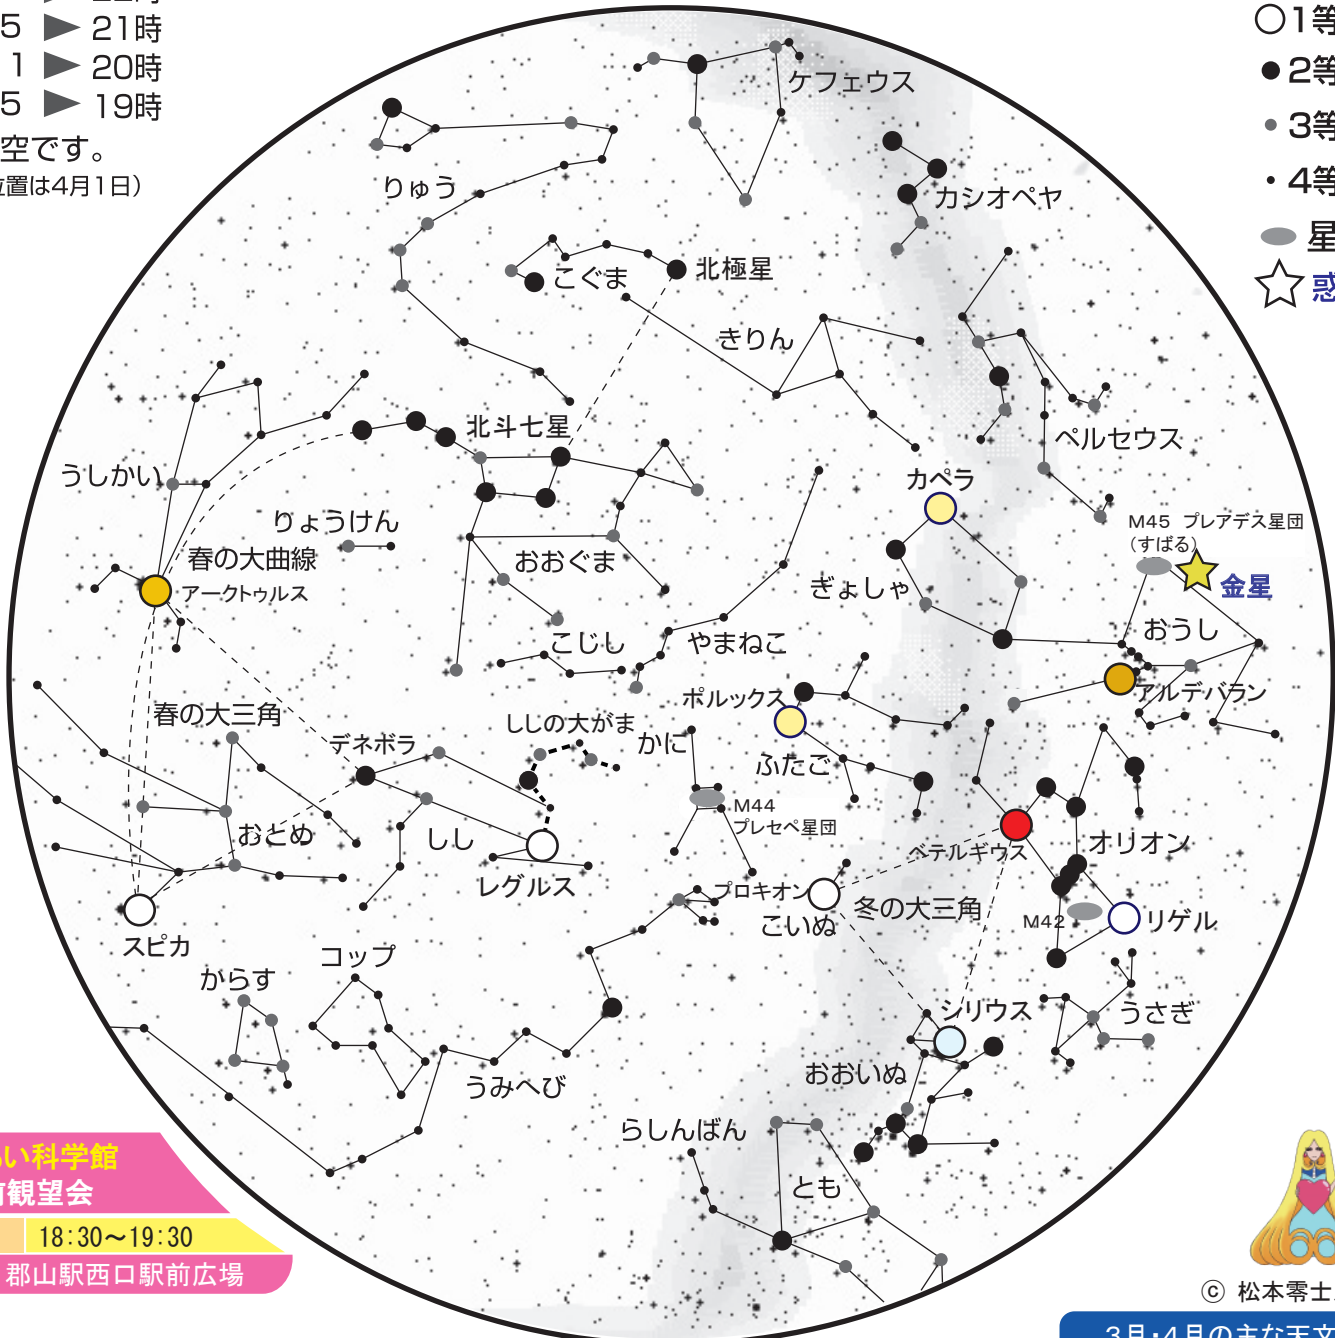 5 ▶ 21時
1 ▶ 20時
5 ▶ 19時
空です。
位置は4月1日）
1等
2等
3等
4等
星
惑
ケフェウス
カシオペヤ
りゅう
こぐま
北極星
きりん
北斗七星
ペルセウス
うしかい
カペラ
りょうけん
M45 プレアデス星団
（すばる）
春の大曲線
おおぐま
金星
アークトゥルス
ぎょしゃ
おうし
こじし
やまねこ
アルデバラン
ポルックス
春の大三角
デネボラ
ししの大がま
かに
ふたご
M44
プレセペ星団
おとめ
しし
オリオン
ベテルギウス
レグルス
プロキオン
こいぬ
冬の大三角
M42
リゲル
スピカ
コップ
からす
シリウス
うさぎ
うみへび
おおいぬ
らしんばん
とも
い科学館
観望会
18:30～19:30
郡山駅西口駅前広場
© 松本零士
3月・4月の主な天文